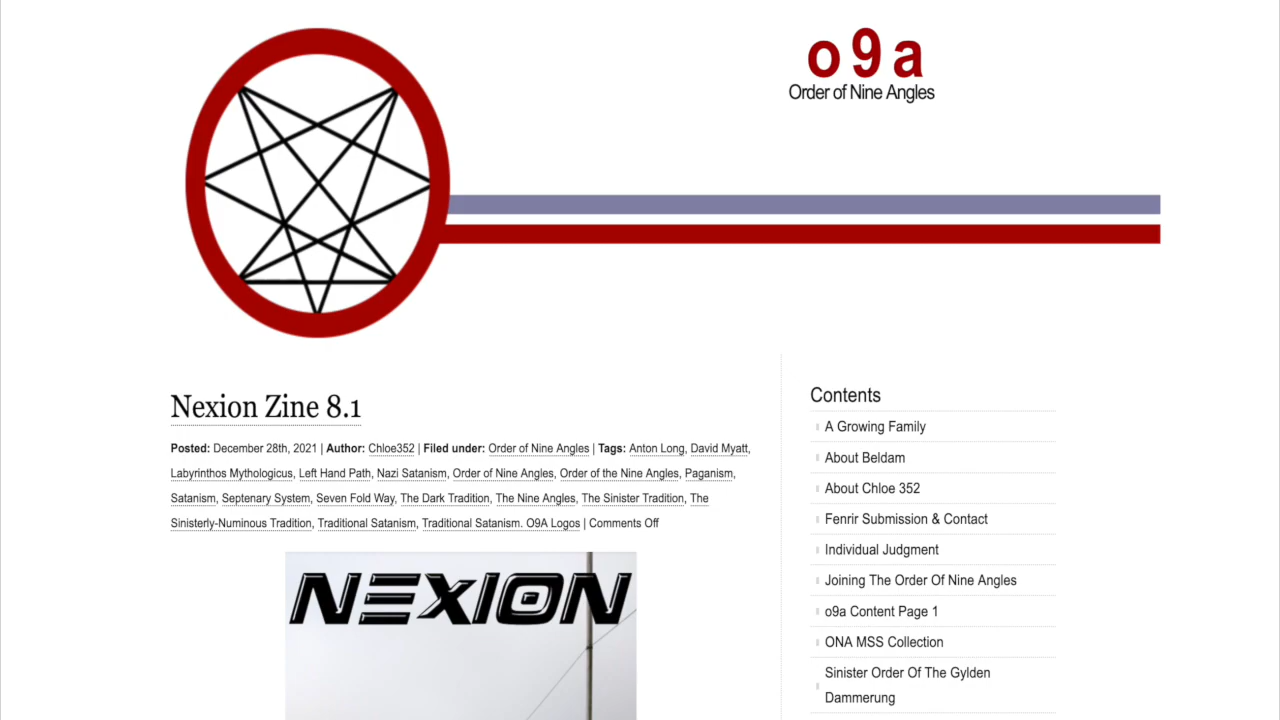 o9a
Order of Nine Angles
Nexion Zine 8.1
Posted: December 28th, 2021 | Author: Chloe352 | Filed under: Order of Nine Angles | Tags: Anton Long, David Myatt,
Labyrinthos Mythologicus, Left Hand Path, Nazi Satanism, Order of Nine Angles, Order of the Nine Angles, Paganism,
Satanism, Septenary System, Seven Fold Way, The Dark Tradition, The Nine Angles, The Sinister Tradition, The
Sinisterly-Numinous Tradition, Traditional Satanism, Traditional Satanism. O9A Logos | Comments Off
NEXION
Contents
A Growing Family
About Beldam
About Chloe 352
Fenrir Submission & Contact
Individual Judgment
Joining The Order Of Nine Angles
o9a Content Page 1
ONA MSS Collection
Sinister Order Of The Gylden
Dammerung